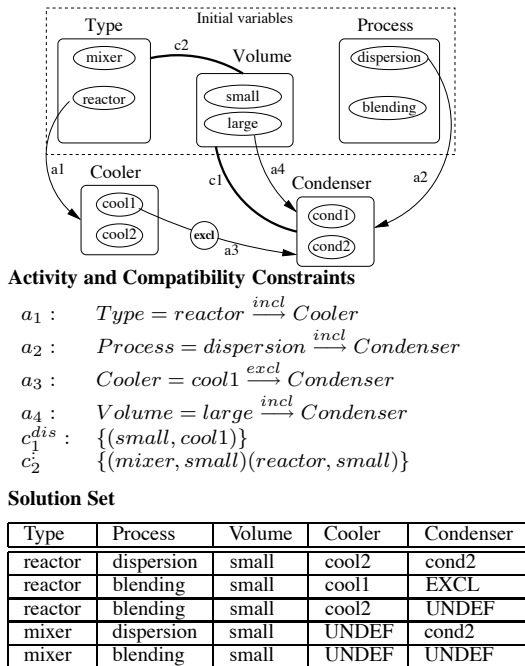 Initial variables
Type
Process
Volume
mixer
c2
dispersion
reactor
small
blending
large
a1
c1
a4
a2
Cooler
Condenser
cool1
cond1
excl
cool2
a3
cond2
Activity and Compatibility Constraints
a1 : Type = reactor incl⟶ Cooler
a2 : Process = dispersion incl⟶ Condenser
a3 : Cooler = cool1 excl⟶ Condenser
a4 : Volume = large incl⟶ Condenser
c1^dis : {(small, cool1)}
c2 : {(mixer, small)(reactor, small)}
Solution Set
Type Process Volume Cooler Condenser
reactor dispersion small cool2 cond2
reactor blending small cool1 EXCL
reactor blending small cool2 UNDEF
mixer dispersion small UNDEF cond2
mixer blending small UNDEF UNDEF